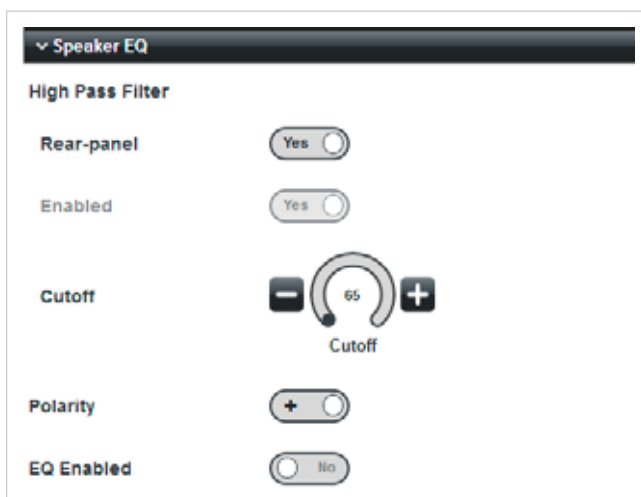 Speaker EQ
High Pass Filter
Rear-panel Yes
Enabled Yes
Cutoff 65
Cutoff
Polarity +
EQ Enabled No